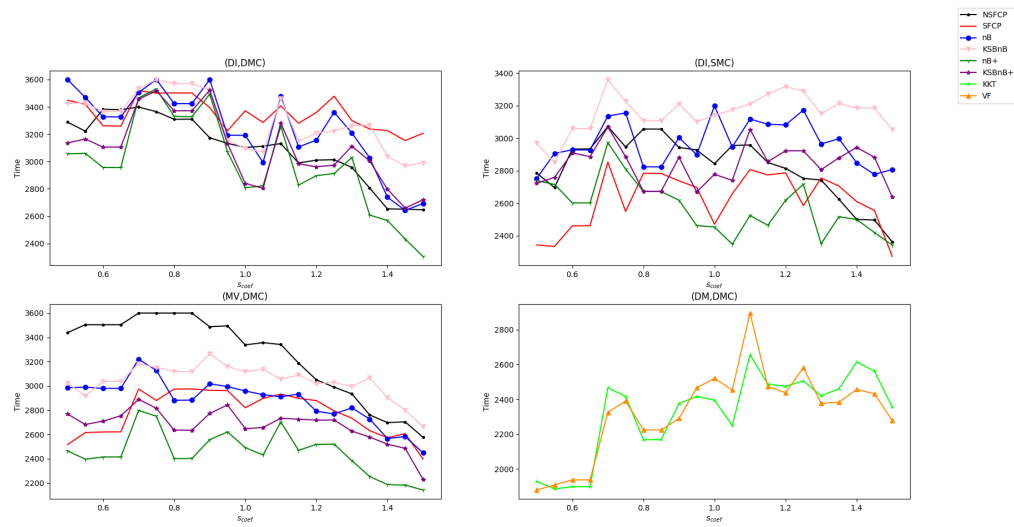 NSFCP
SFCP
nB
KSBnB
nB+
KSBnB+
KKT
VF
(DI,DMC)
Time
3600
3400
3200
3000
2800
2600
2400
0.6
0.8
1.0
1.2
1.4
s_coef
(DI,SMC)
Time
3400
3200
3000
2800
2600
2400
0.6
0.8
1.0
1.2
1.4
s_coef
(MV,DMC)
Time
3600
3400
3200
3000
2800
2600
2400
2200
0.6
0.8
1.0
1.2
1.4
s_coef
(DM,DMC)
Time
2800
2600
2400
2200
2000
0.6
0.8
1.0
1.2
1.4
s_coef